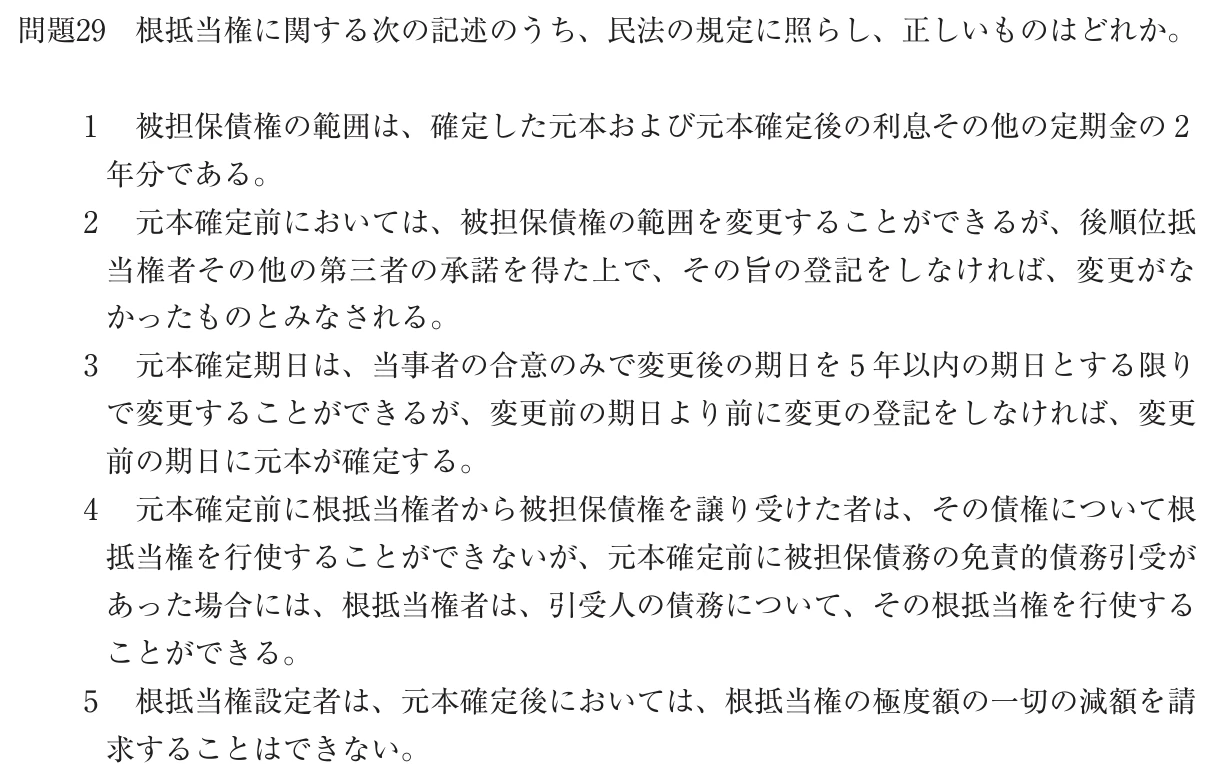 問題29　根抵当権に関する次の記述のうち、民法の規定に照らし、正しいものはどれか。
1　被担保債権の範囲は、確定した元本および元本確定後の利息その他の定期金の２
年分である。
2　元本確定前においては、被担保債権の範囲を変更することができるが、後順位抵
当権者その他の第三者の承諾を得た上で、その旨の登記をしなければ、変更がな
かったものとみなされる。
3　元本確定期日は、当事者の合意のみで変更後の期日を５年以内の期日とする限り
で変更することができるが、変更前の期日より前に変更の登記をしなければ、変更
前の期日に元本が確定する。
4　元本確定前に根抵当権者から被担保債権を譲り受けた者は、その債権について根
抵当権を行使することができないが、元本確定前に被担保債務の免責的債務引受が
あった場合には、根抵当権者は、引受人の債務について、その根抵当権を行使する
ことができる。
5　根抵当権設定者は、元本確定後においては、根抵当権の極度額の一切の減額を請
求することはできない。